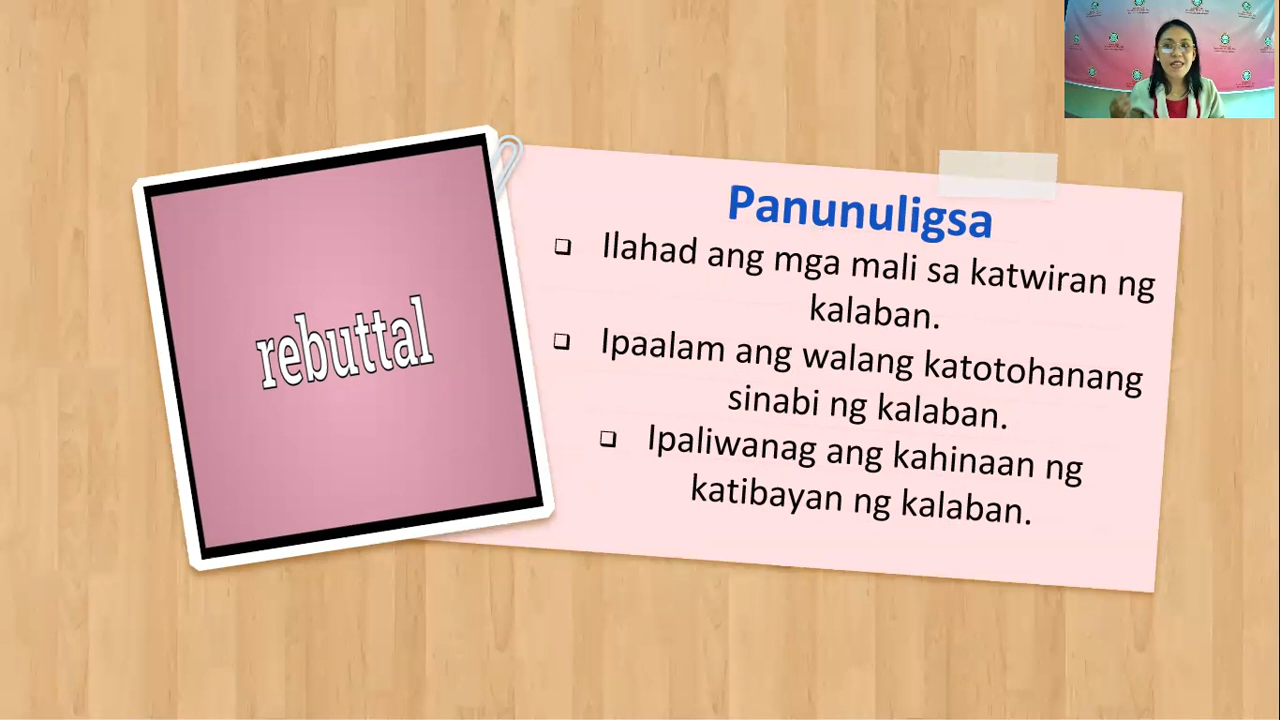 rebuttal
Panunuligsa
❑ Ilahad ang mga mali sa katwiran ng
kalaban.
❑ Ipaalam ang walang katotohanang
sinabi ng kalaban.
❑ Ipaliwanag ang kahinaan ng
katibayan ng kalaban.